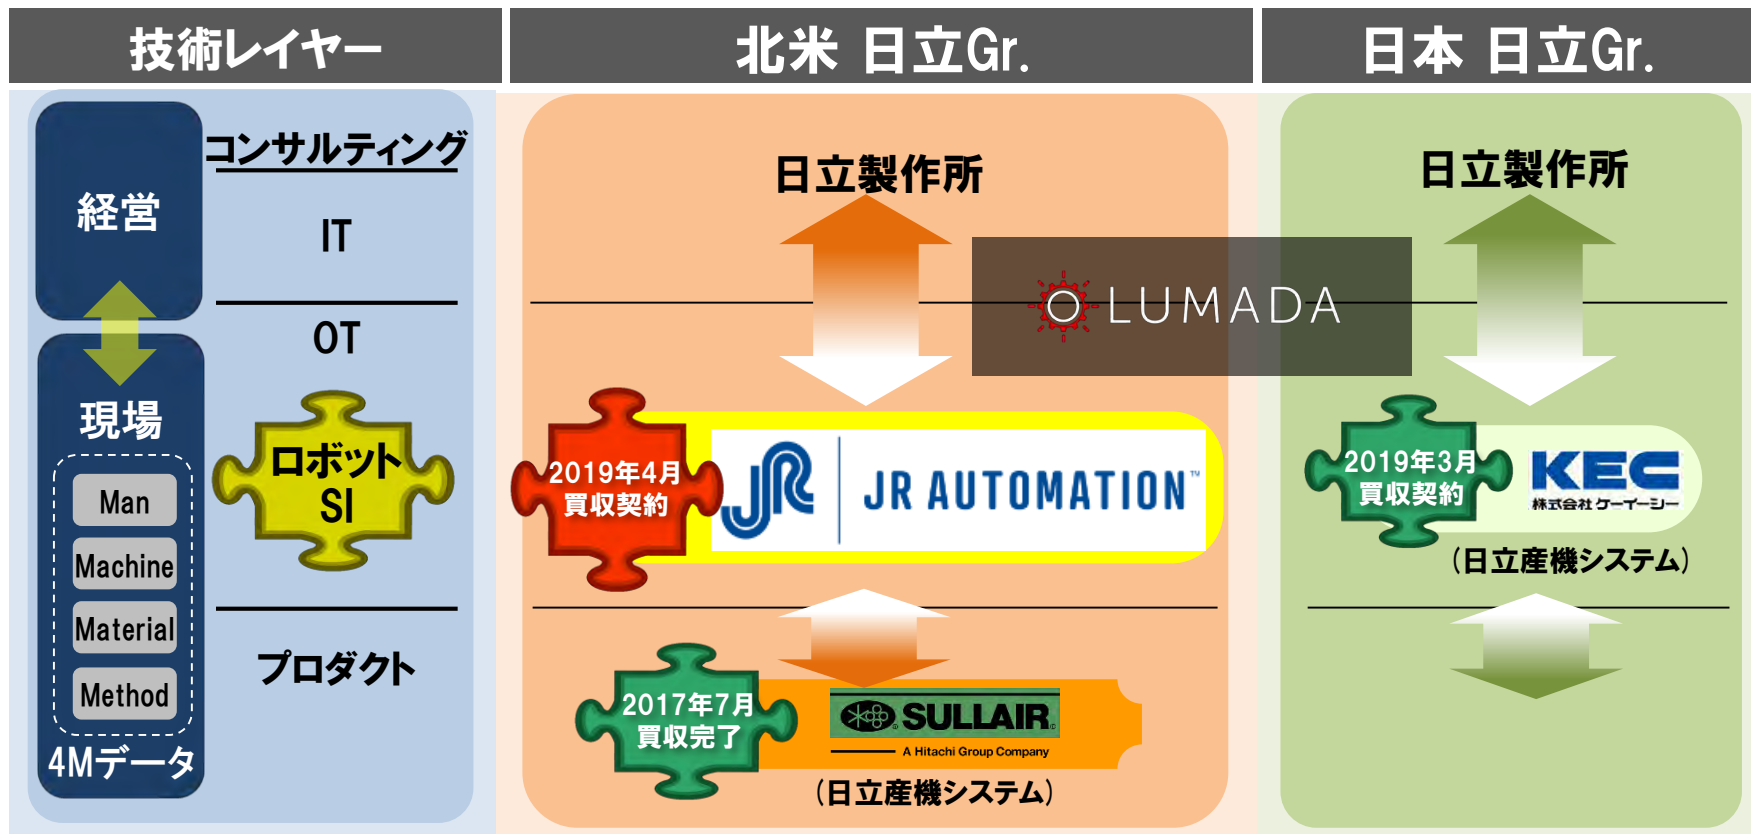 技術レイヤー
北米 日立Gr.
日本 日立Gr.
経営
現場
Man
Machine
Material
Method
4Mデータ
コンサルティング
IT
OT
ロボット
SI
プロダクト
日立製作所
LUMADA
2019年4月
買収契約
JR
JR AUTOMATION™
2017年7月
買収完了
SULLAIR®
A Hitachi Group Company
(日立産機システム)
日立製作所
2019年3月
買収契約
KEC
株式会社 ケーイーシー
(日立産機システム)